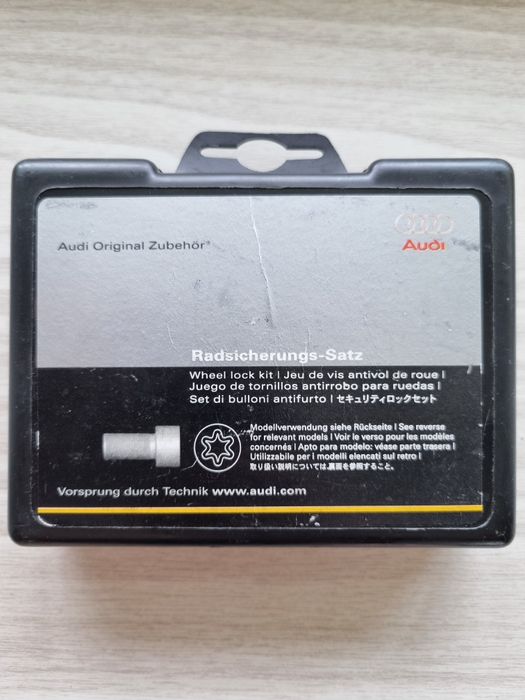 Audi Original Zubehör®
Audi
Radsicherungs-Satz
Wheel lock kit | Jeu de vis antivol de roue |
Juego de tornillos antirrobo para ruedas |
Set di bulloni antifurto | セキュリティロックセット
Modellverwendung siehe Rückseite | See reverse
for relevant models | Voir le verso pour les modèles
concernés | Apto para modelo: véase parte trasera |
Utilizzabile per i modelli elencati sul retro |
取り扱い説明については、裏面を参照すること。
Vorsprung durch Technik www.audi.com